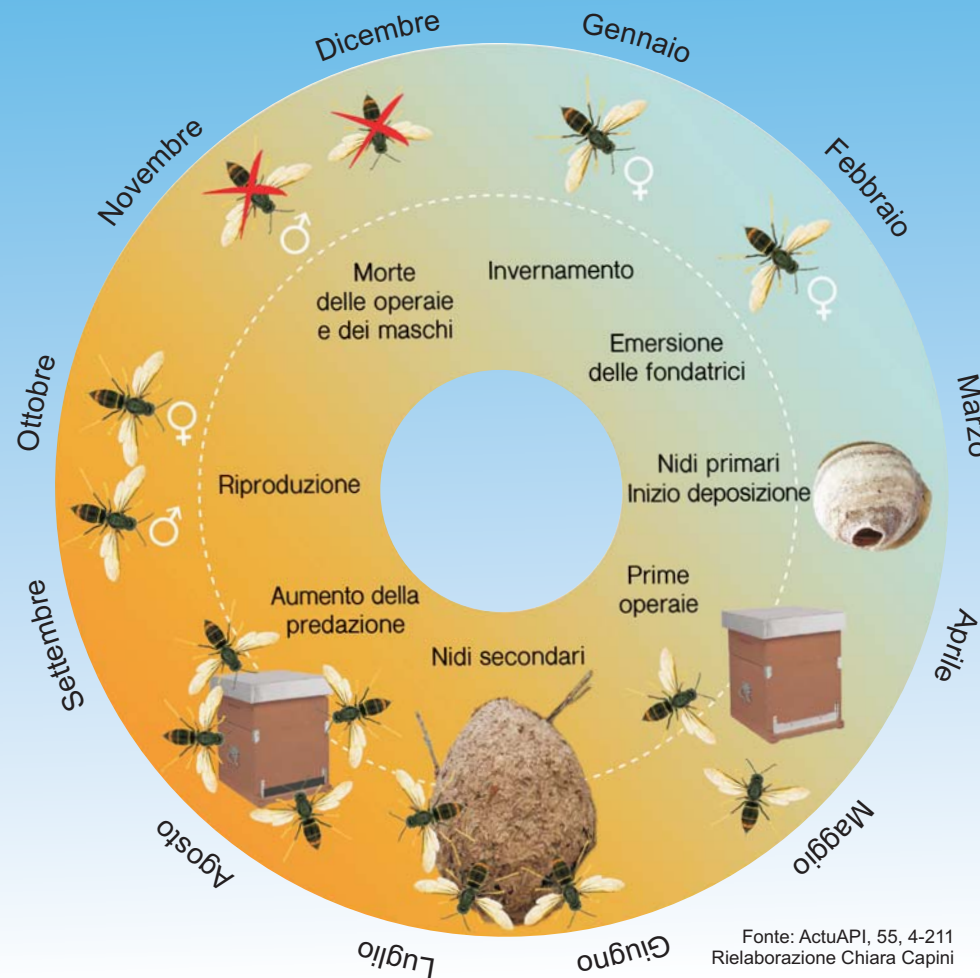 Dicembre
Gennaio
Novembre
Febbraio
Morte
delle operaie
e dei maschi
Invernamento
Emersione
delle fondatrici
Ottobre
Marzo
Riproduzione
Nidi primari
Inizio deposizione
Settembre
Aprile
Aumento della
predazione
Prime
operaie
Nidi secondari
Agosto
Maggio
Luglio
Giugno
Fonte: ActuAPI, 55, 4-211
Rielaborazione Chiara Capini